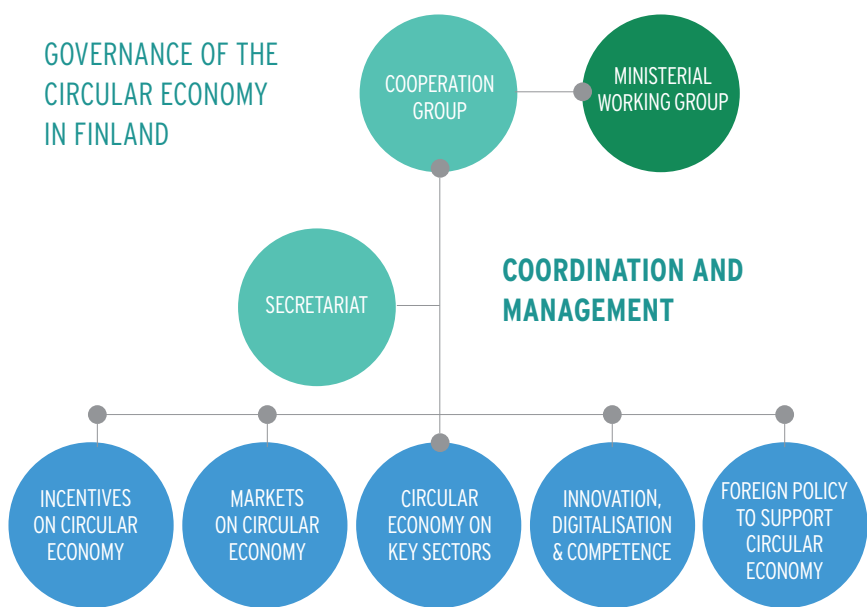 GOVERNANCE OF THE
CIRCULAR ECONOMY
IN FINLAND
COOPERATION
GROUP
MINISTERIAL
WORKING GROUP
SECRETARIAT
COORDINATION AND
MANAGEMENT
INCENTIVES
ON CIRCULAR
ECONOMY
MARKETS
ON CIRCULAR
ECONOMY
CIRCULAR
ECONOMY ON
KEY SECTORS
INNOVATION,
DIGITALISATION
& COMPETENCE
FOREIGN POLICY
TO SUPPORT
CIRCULAR
ECONOMY